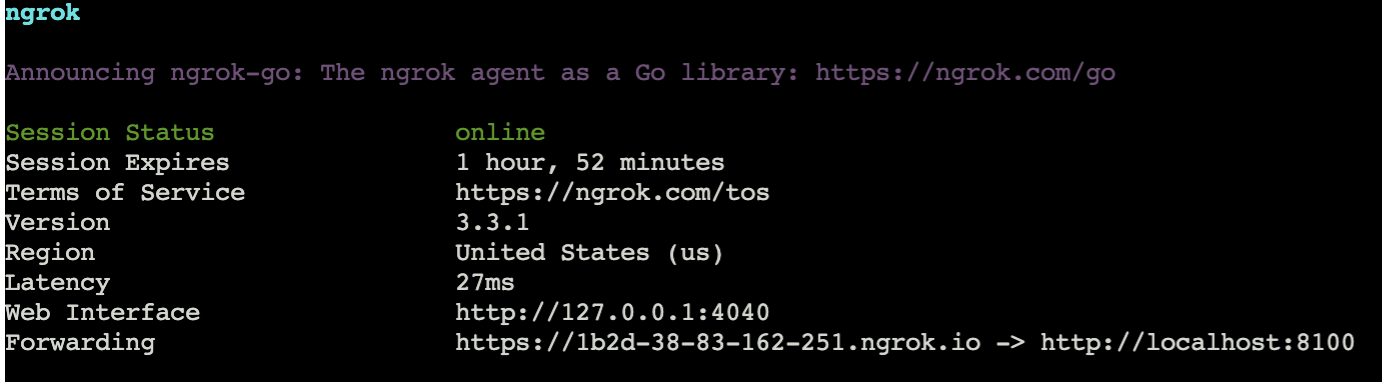 ngrok
Announcing ngrok-go: The ngrok agent as a Go library: https://ngrok.com/go
Session Status online
Session Expires 1 hour, 52 minutes
Terms of Service https://ngrok.com/tos
Version 3.3.1
Region United States (us)
Latency 27ms
Web Interface http://127.0.0.1:4040
Forwarding https://1b2d-38-83-162-251.ngrok.io -> http://localhost:8100